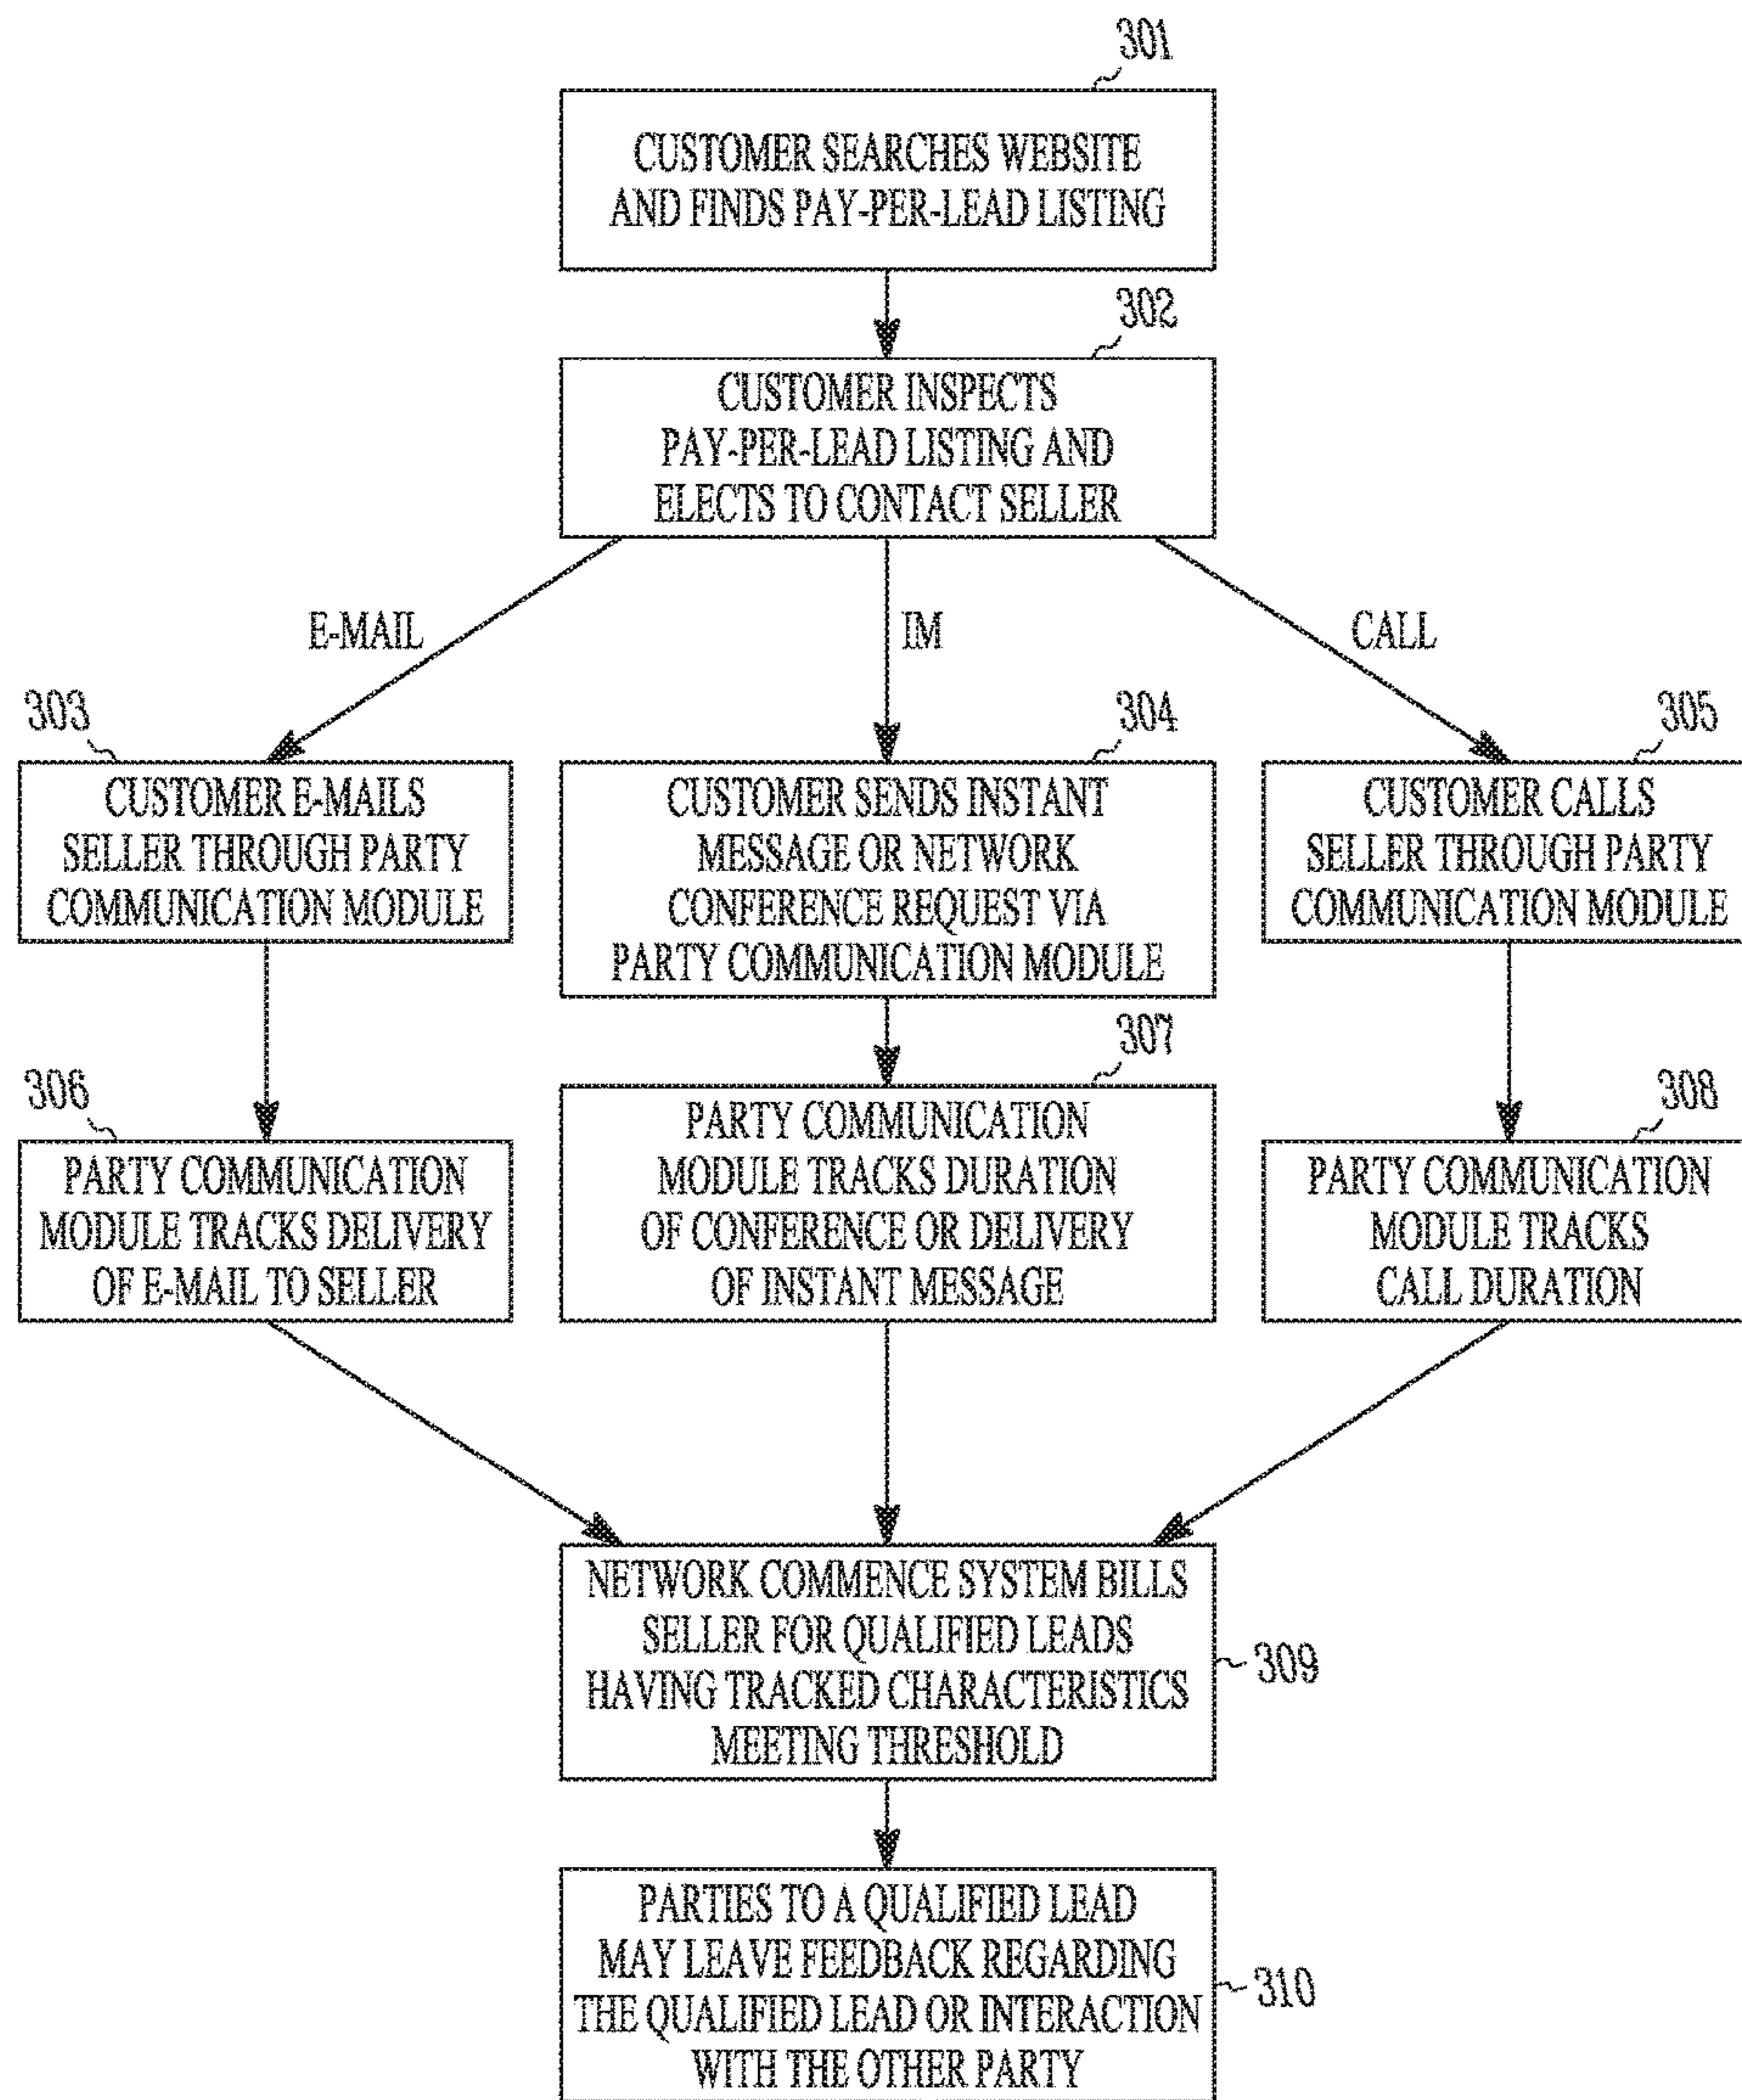 301
CUSTOMER SEARCHES WEBSITE
AND FINDS PAY-PER-LEAD LISTING
302
CUSTOMER INSPECTS
PAY-PER-LEAD LISTING AND
ELECTS TO CONTACT SELLER
E-MAIL
IM
CALL
303
CUSTOMER E-MAILS
SELLER THROUGH PARTY
COMMUNICATION MODULE
304
CUSTOMER SENDS INSTANT
MESSAGE OR NETWORK
CONFERENCE REQUEST VIA
PARTY COMMUNICATION MODULE
305
CUSTOMER CALLS
SELLER THROUGH PARTY
COMMUNICATION MODULE
306
PARTY COMMUNICATION
MODULE TRACKS DELIVERY
OF E-MAIL TO SELLER
307
PARTY COMMUNICATION
MODULE TRACKS DURATION
OF CONFERENCE OR DELIVERY
OF INSTANT MESSAGE
308
PARTY COMMUNICATION
MODULE TRACKS
CALL DURATION
NETWORK COMMENCE SYSTEM BILLS
SELLER FOR QUALIFIED LEADS
HAVING TRACKED CHARACTERISTICS
MEETING THRESHOLD
309
PARTIES TO A QUALIFIED LEAD
MAY LEAVE FEEDBACK REGARDING
THE QUALIFIED LEAD OR INTERACTION
WITH THE OTHER PARTY
310